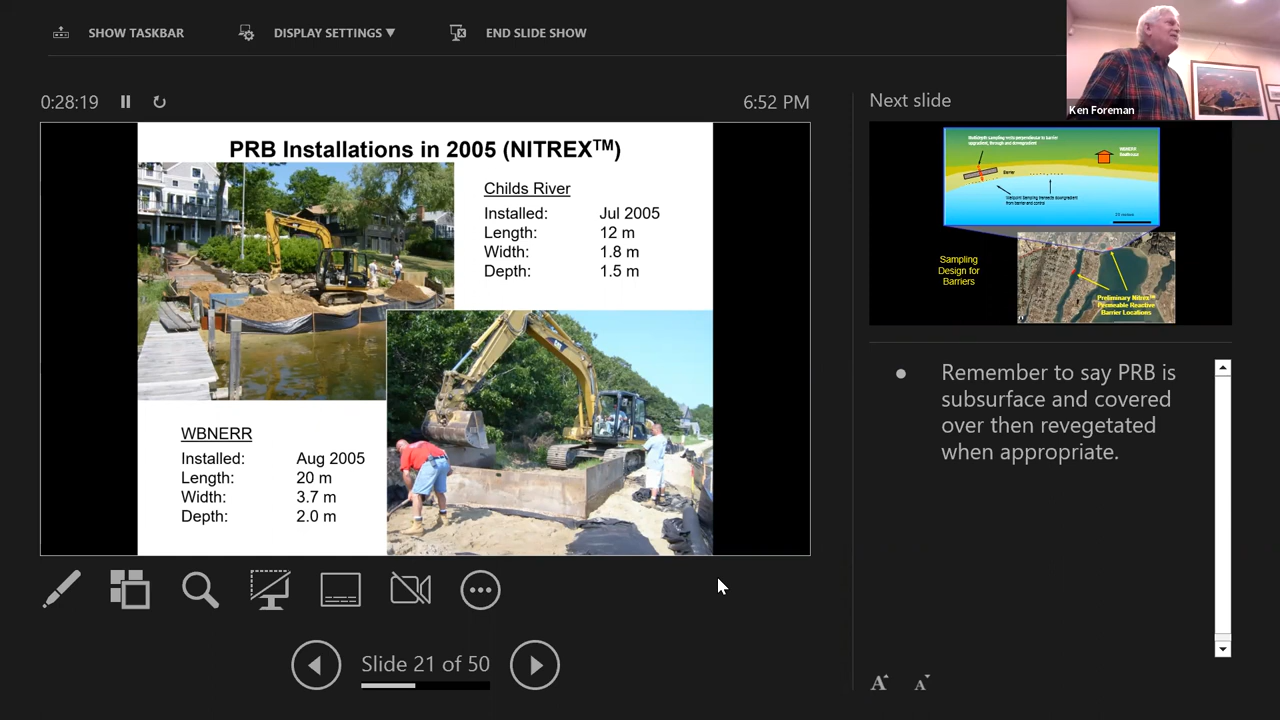 SHOW TASKBAR
DISPLAY SETTINGS ▼
END SLIDE SHOW
Ken Foreman
0:28:19
6:52 PM
Next slide
PRB Installations in 2005 (NITREX™)
Childs River
Installed: Jul 2005
Length: 12 m
Width: 1.8 m
Depth: 1.5 m
WBNERR
Installed: Aug 2005
Length: 20 m
Width: 3.7 m
Depth: 2.0 m
WBNERR
Boathouse
Barrier
Sampling
Design for
Barriers
Preliminary Nitrex™
Permeable Reactive
Barrier Locations
● Remember to say PRB is
subsurface and covered
over then revegetated
when appropriate.
Slide 21 of 50
A A